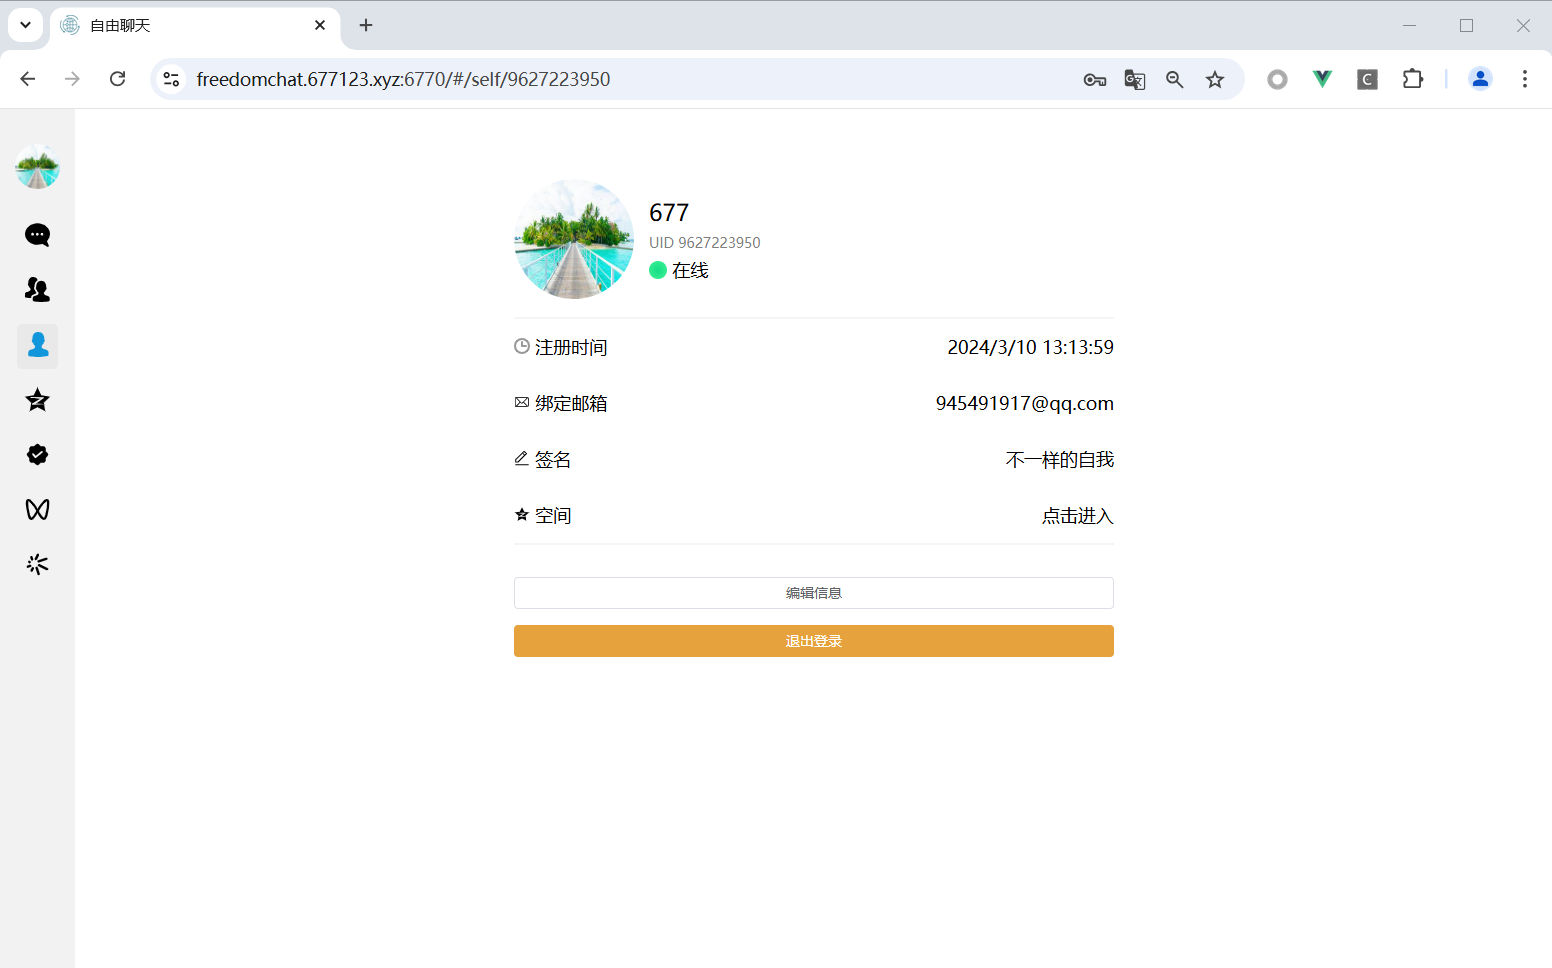 自由聊天
freedomchat.677123.xyz:6770/#/self/9627223950
677
UID 9627223950
在线
注册时间 2024/3/10 13:13:59
绑定邮箱 945491917@qq.com
签名 不一样的自我
空间 点击进入
编辑信息
退出登录